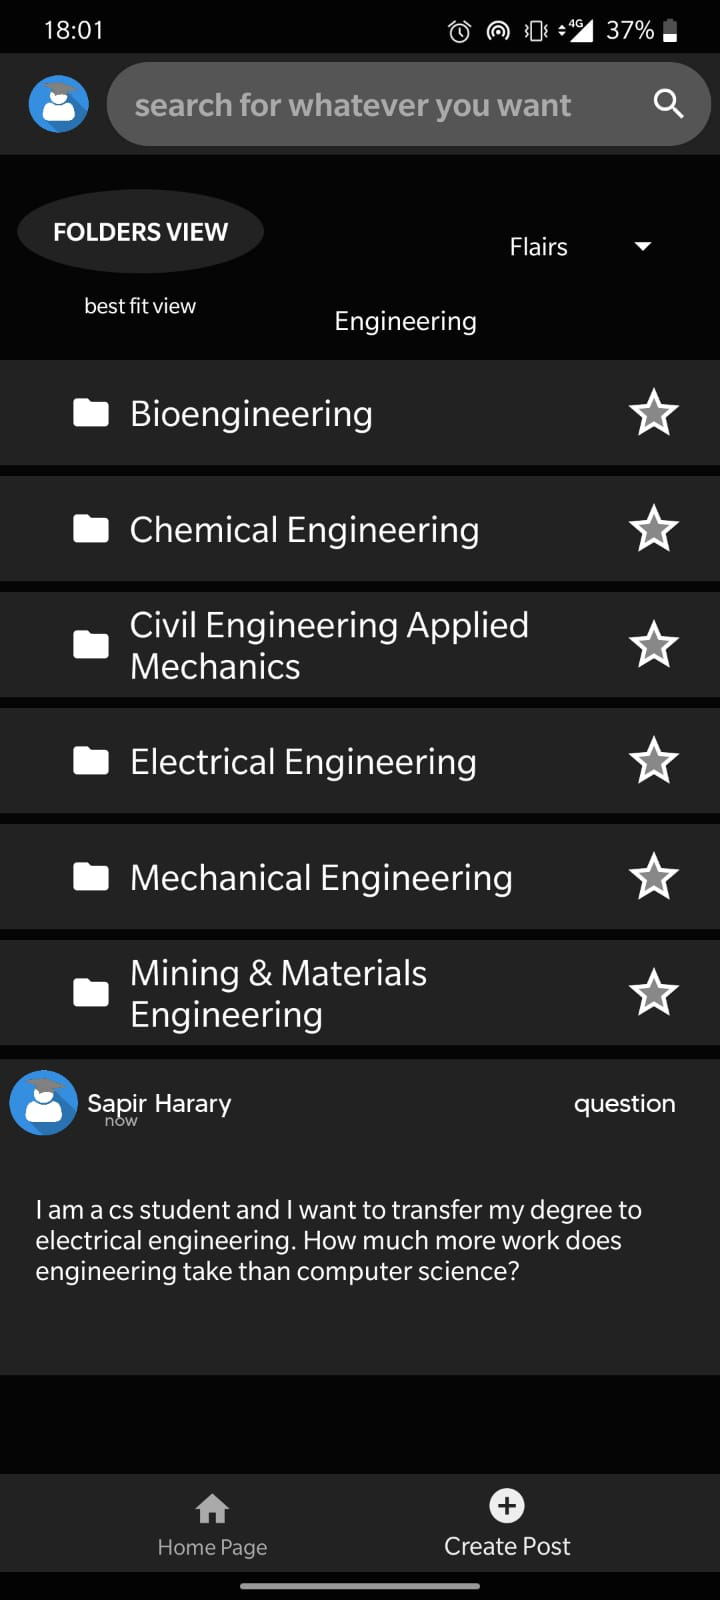 18:01
4G
37%
search for whatever you want
FOLDERS VIEW
Flairs
best fit view
Engineering
Bioengineering
Chemical Engineering
Civil Engineering Applied
Mechanics
Electrical Engineering
Mechanical Engineering
Mining & Materials
Engineering
Sapir Harary
question
now
I am a cs student and I want to transfer my degree to
electrical engineering. How much more work does
engineering take than computer science?
Home Page
Create Post